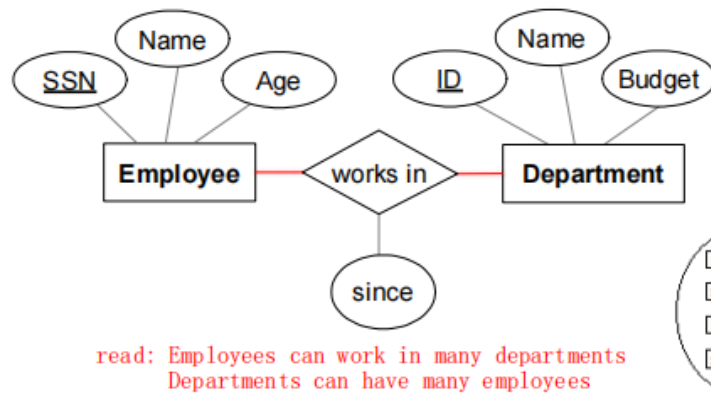 Name
Name
SSN
Age
ID
Budget
Employee
works in
Department
since
read: Employees can work in many departments
Departments can have many employees